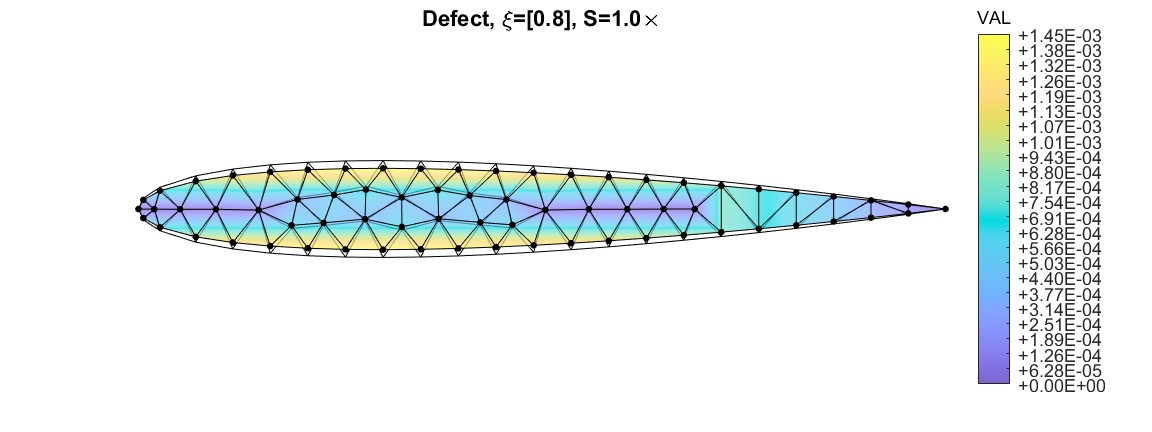 Defect, ξ=[0.8], S=1.0×
VAL
+1.45E-03
+1.38E-03
+1.32E-03
+1.26E-03
+1.19E-03
+1.13E-03
+1.07E-03
+1.01E-03
+9.43E-04
+8.80E-04
+8.17E-04
+7.54E-04
+6.91E-04
+6.28E-04
+5.66E-04
+5.03E-04
+4.40E-04
+3.77E-04
+3.14E-04
+2.51E-04
+1.89E-04
+1.26E-04
+6.28E-05
+0.00E+00